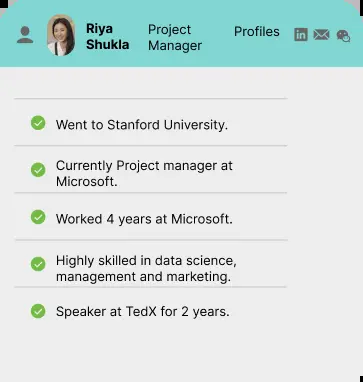 Riya
Shukla
Project
Manager
Profiles
in
Went to Stanford University.
Currently Project manager at
Microsoft.
Worked 4 years at Microsoft.
Highly skilled in data science,
management and marketing.
Speaker at TedX for 2 years.